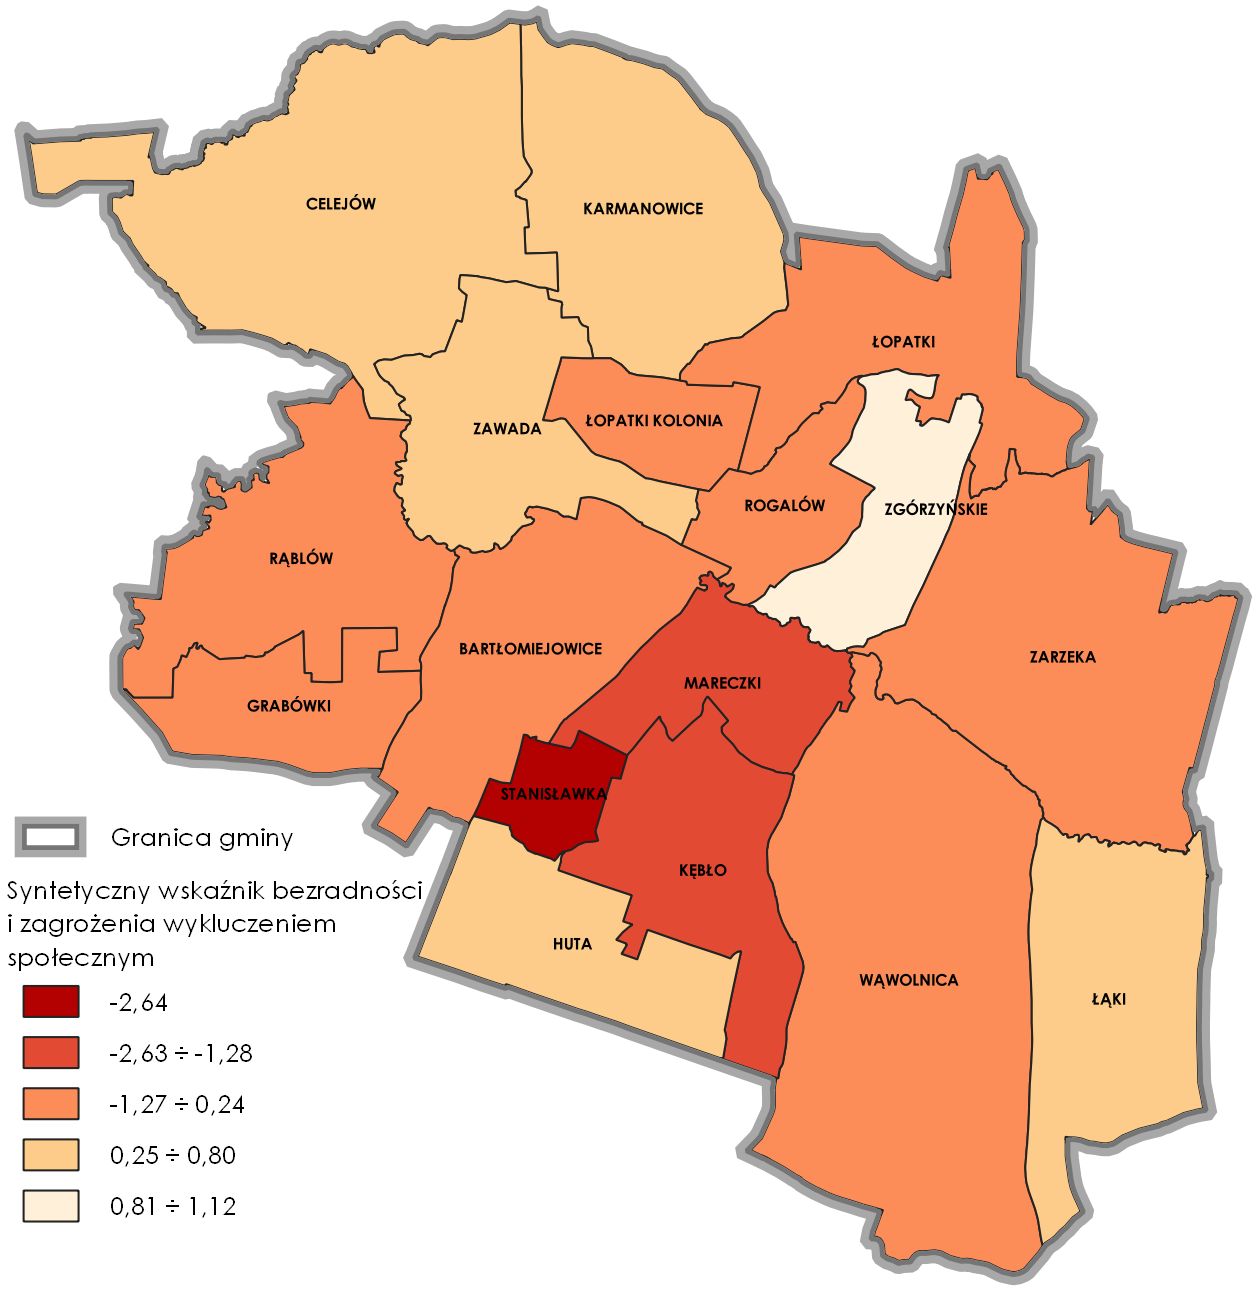 CELEJÓW
KARMANOWICE
ŁOPATKI
ŁOPATKI KOLONIA
ZAWADA
ROGALÓW
ZGÓRZYŃSKIE
RĄBLÓW
BARTŁOMIEJOWICE
ZARZEKA
MARECZKI
GRABÓWKI
STANISŁAWKA
KĘBŁO
HUTA
WĄWOLNICA
ŁĄKI
Granica gminy
Syntetyczny wskaźnik bezradności
i zagrożenia wykluczeniem
społecznym
-2,64
-2,63 ÷ -1,28
-1,27 ÷ 0,24
0,25 ÷ 0,80
0,81 ÷ 1,12